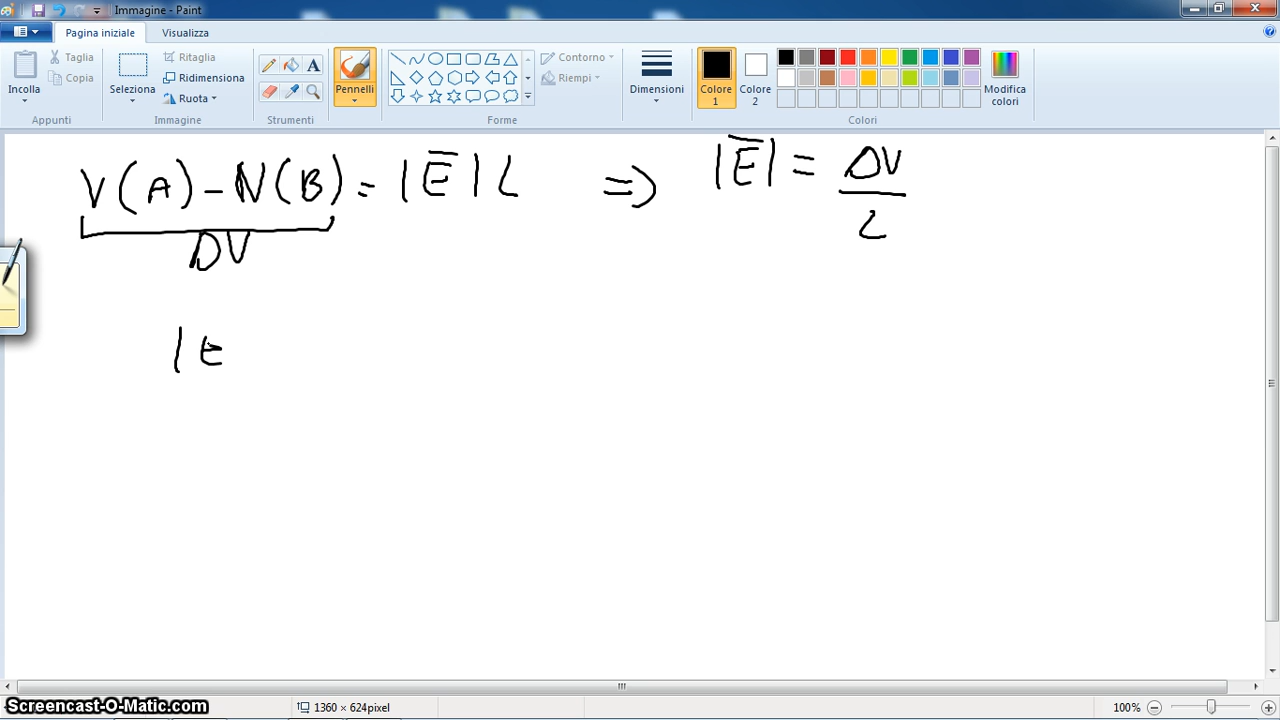 Immagine - Paint
Pagina iniziale Visualizza
Incolla
Taglia
Copia
Appunti
Seleziona
Ritaglia
Ridimensiona
Ruota
Immagine
Strumenti
Pennelli
Contorno
Riempi
Forme
Dimensioni
Colore 1
Colore 2
Modifica colori
Colori
V(A) - V(B) = |E̅| L => |E̅| = ΔV / L
ΔV
|E
Screencast-O-Matic.com
1360 × 624pixel
100%